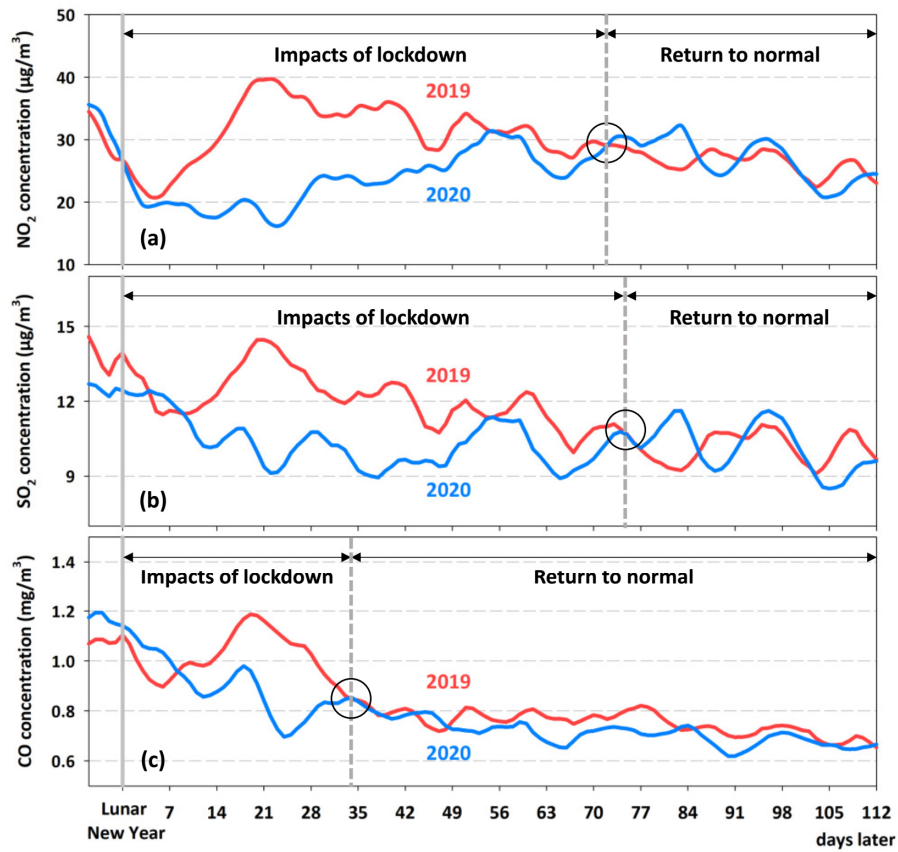 50
40
30
20
10
NO2 concentration (µg/m3)
Impacts of lockdown
Return to normal
2019
2020
(a)
15
12
9
SO2 concentration (µg/m3)
Impacts of lockdown
Return to normal
2019
2020
(b)
1.4
1.2
1.0
0.8
0.6
CO concentration (mg/m3)
Impacts of lockdown
Return to normal
2019
2020
(c)
Lunar
New Year
7 14 21 28 35 42 49 56 63 70 77 84 91 98 105 112
days later